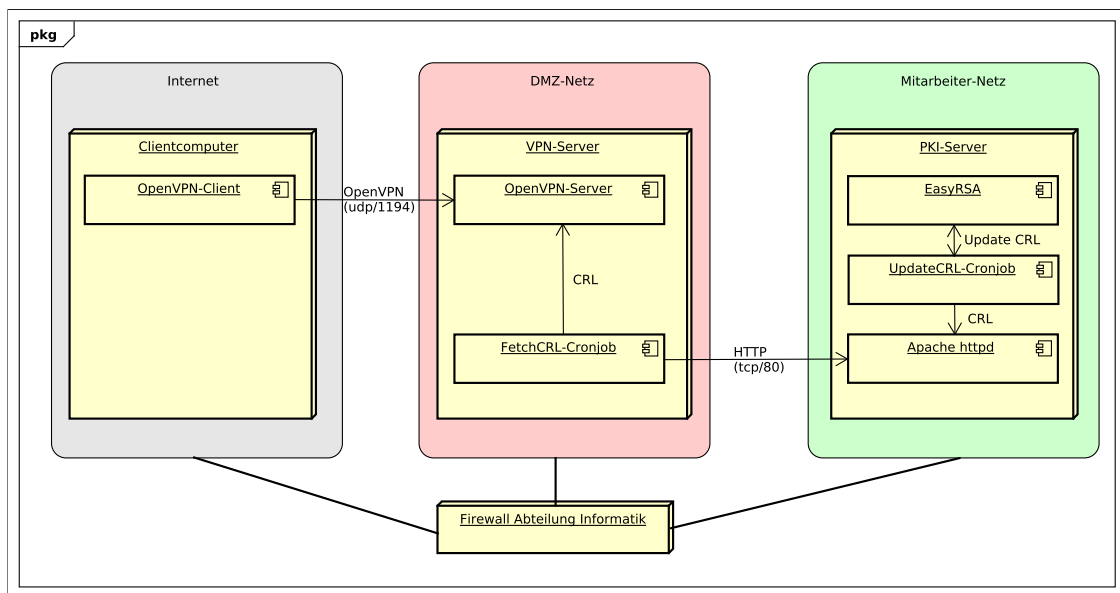 pkg
Internet
DMZ-Netz
Mitarbeiter-Netz
Clientcomputer
VPN-Server
PKI-Server
OpenVPN-Client
OpenVPN
(udp/1194)
OpenVPN-Server
EasyRSA
Update CRL
UpdateCRL-Cronjob
CRL
CRL
FetchCRL-Cronjob
HTTP
(tcp/80)
Apache httpd
Firewall Abteilung Informatik